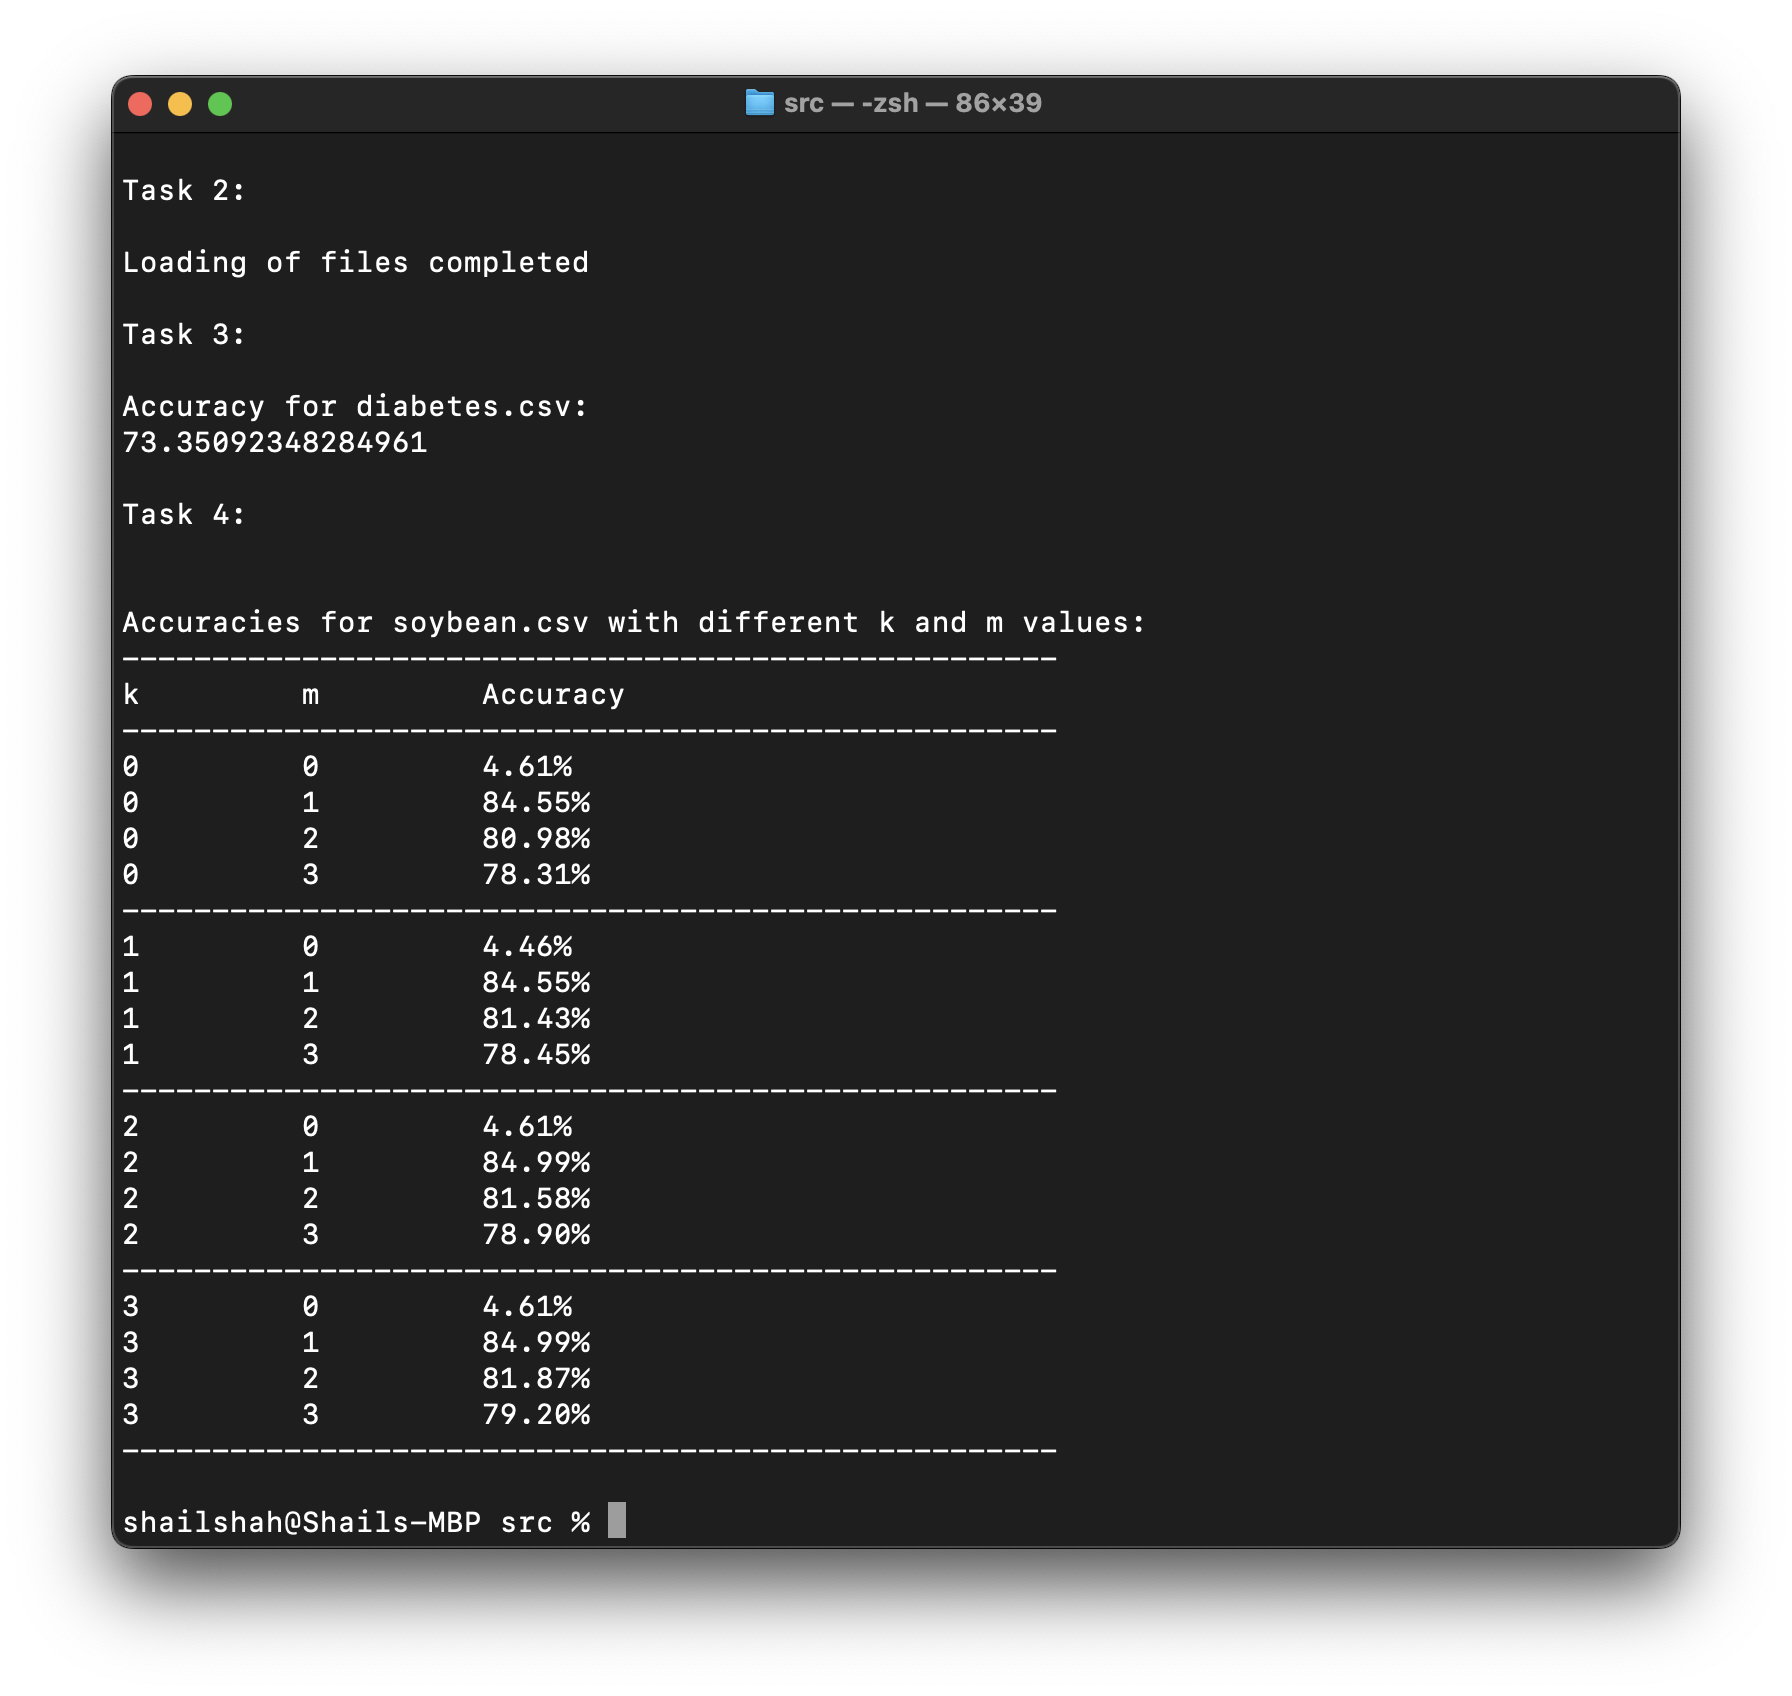 src — -zsh — 86×39
Task 2:
Loading of files completed
Task 3:
Accuracy for diabetes.csv:
73.35092348284961
Task 4:
Accuracies for soybean.csv with different k and m values:
----------------------------------------------------
k         m         Accuracy
----------------------------------------------------
0         0         4.61%
0         1         84.55%
0         2         80.98%
0         3         78.31%
----------------------------------------------------
1         0         4.46%
1         1         84.55%
1         2         81.43%
1         3         78.45%
----------------------------------------------------
2         0         4.61%
2         1         84.99%
2         2         81.58%
2         3         78.90%
----------------------------------------------------
3         0         4.61%
3         1         84.99%
3         2         81.87%
3         3         79.20%
----------------------------------------------------
shailshah@Shails-MBP src %